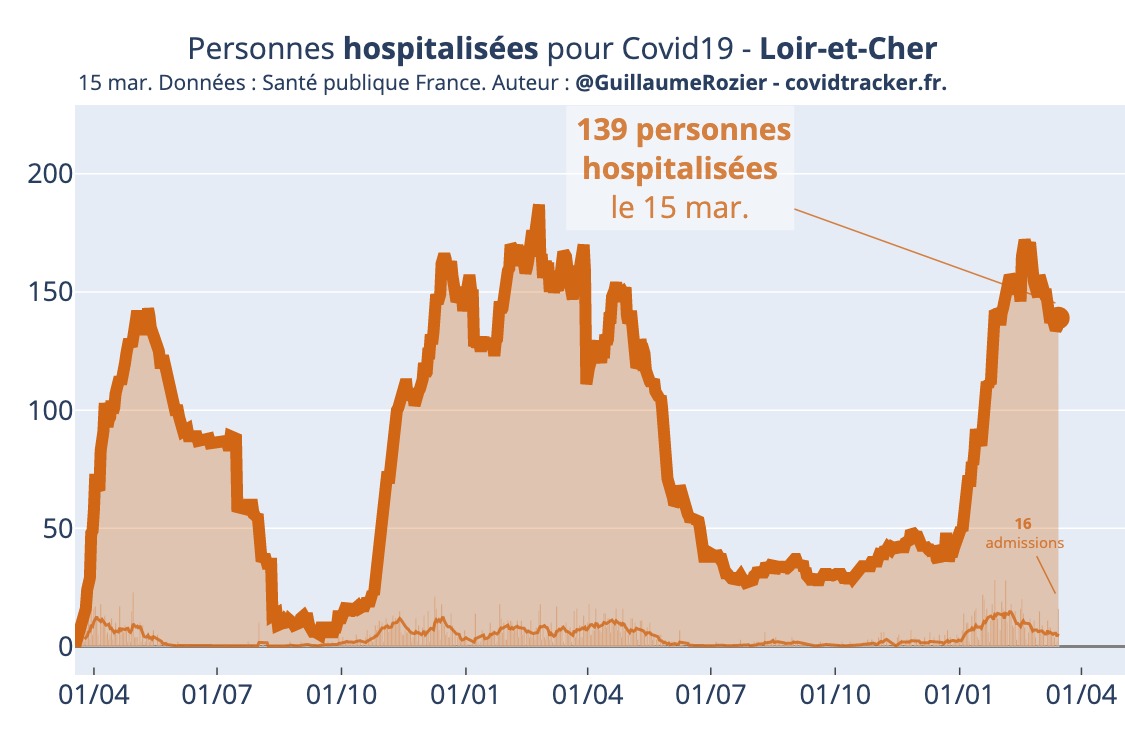 Personnes hospitalisées pour Covid19 - Loir-et-Cher
15 mar. Données : Santé publique France. Auteur : @GuillaumeRozier - covidtracker.fr.
139 personnes
hospitalisées
le 15 mar.
200
150
100
50
0
16
admissions
01/04 01/07 01/10 01/01 01/04 01/07 01/10 01/01 01/04